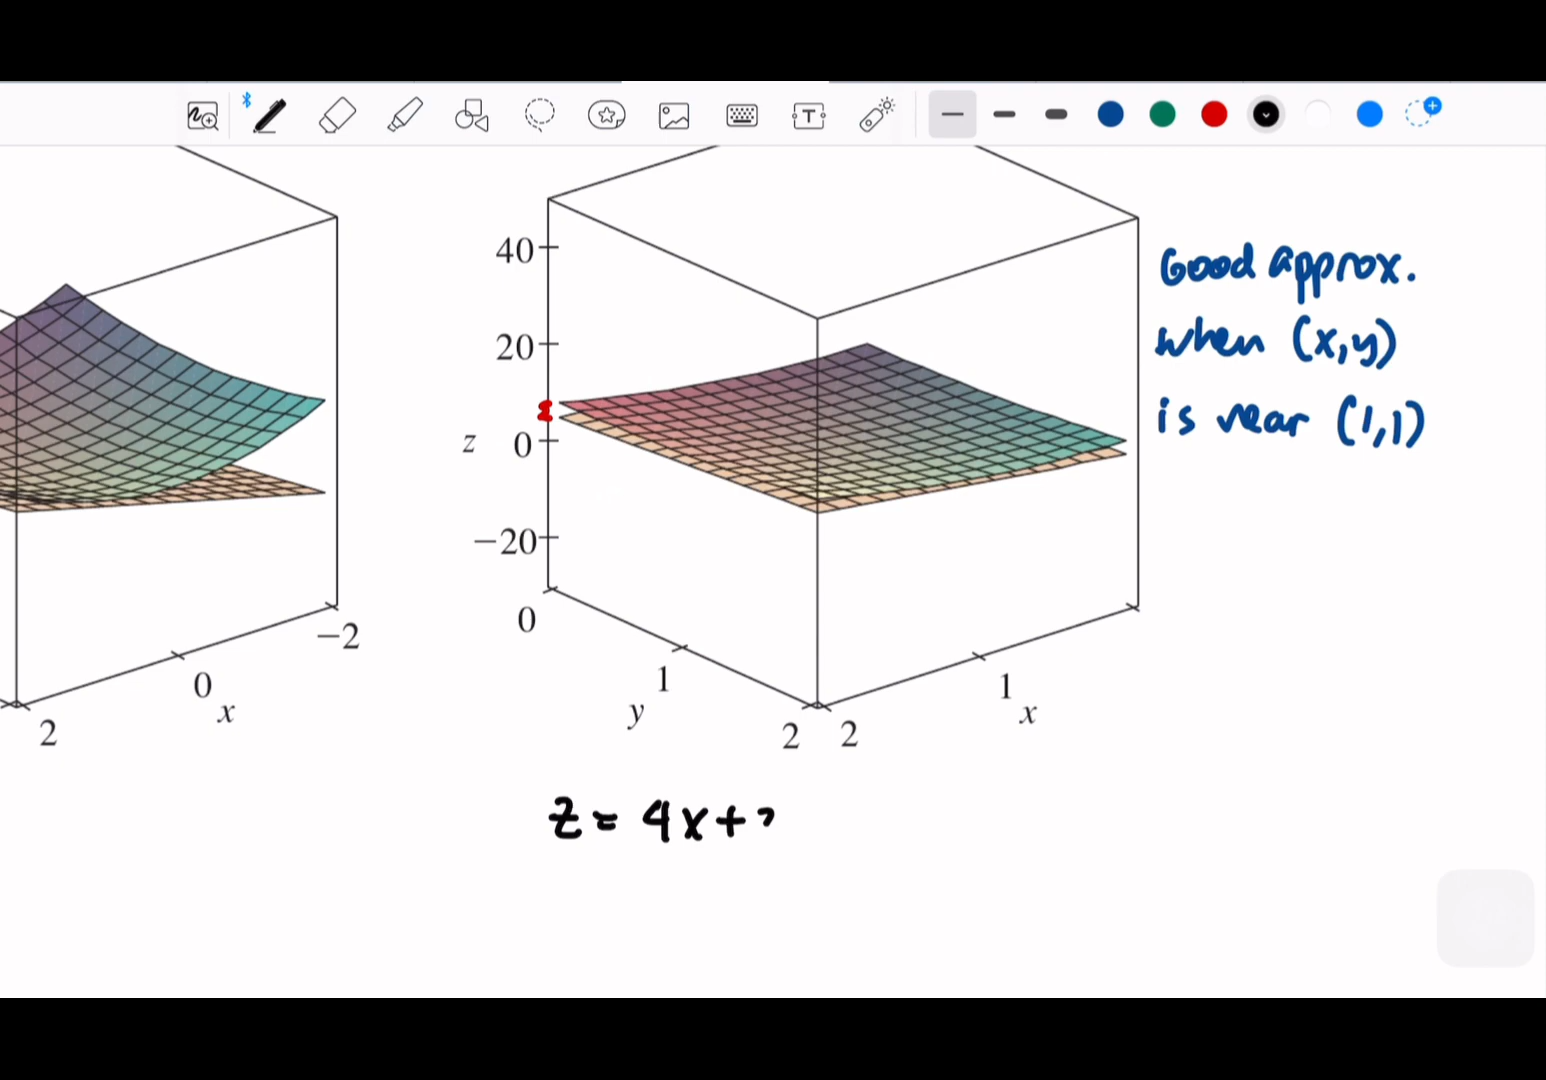 40
20
z 0
−20
0
1
y
2
2
1
x
−2
0
x
2
Good approx.
when (x,y)
is near (1,1)
z = 4x+
T